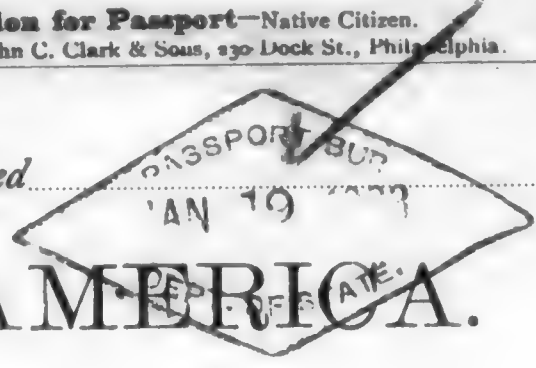 ion for Passport—Native Citizen.
hn C. Clark & Sons, 230 Dock St., Philadelphia.
PASSPORT BUR
ed
JAN 19
AMERICA.
DEPT. OF STATE.